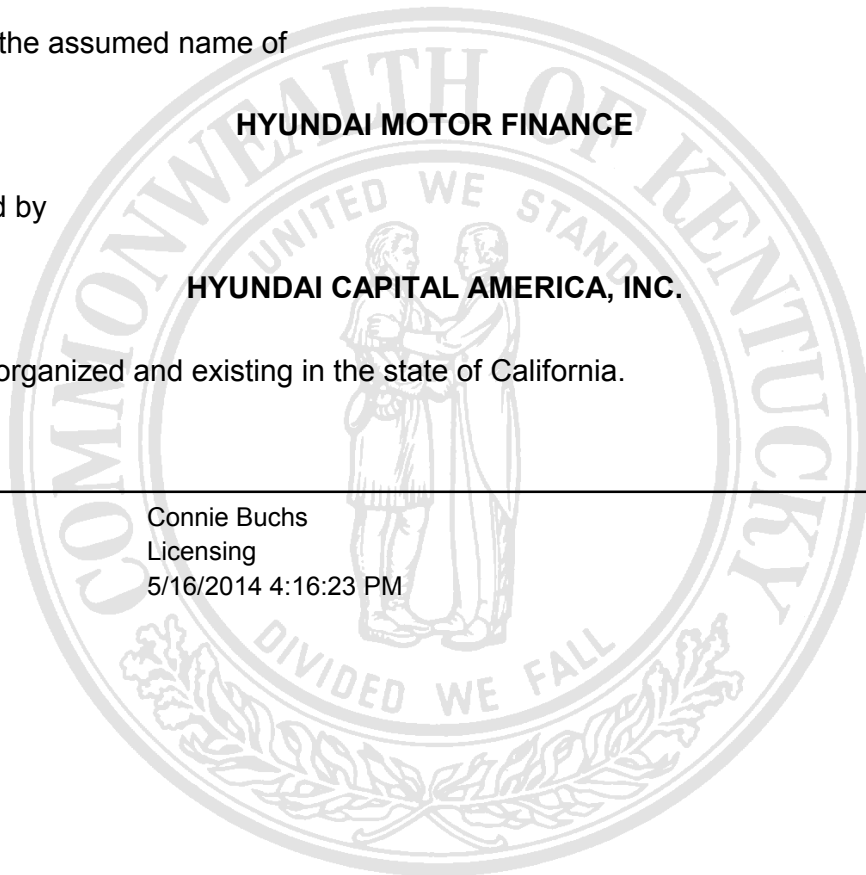 the assumed name of
HYUNDAI MOTOR FINANCE
d by
HYUNDAI CAPITAL AMERICA, INC.
organized and existing in the state of California.
Connie Buchs
Licensing
5/16/2014 4:16:23 PM
COMMONWEALTH OF KENTUCKY
UNITED WE STAND
DIVIDED WE FALL